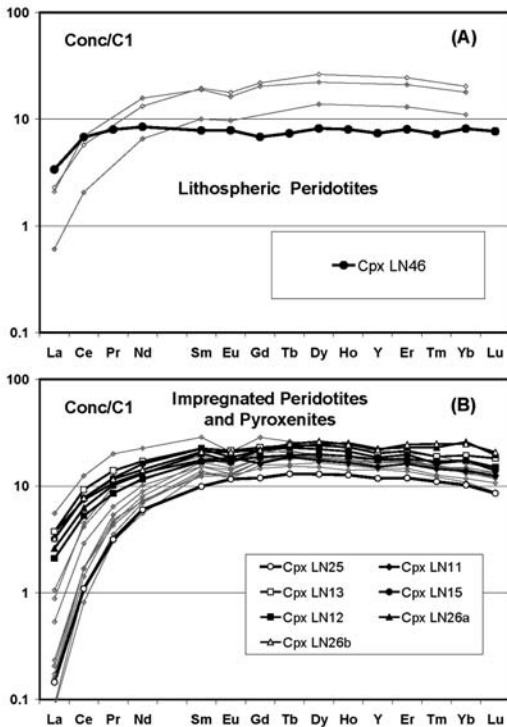 100
Conc/C1
(A)
10
Lithospheric Peridotites
1
Cpx LN46
0.1
La Ce Pr Nd Sm Eu Gd Tb Dy Ho Y Er Tm Yb Lu
100
Conc/C1
Impregnated Peridotites
and Pyroxenites
(B)
10
Cpx LN25 Cpx LN11
Cpx LN13 Cpx LN15
1
Cpx LN12 Cpx LN26a
Cpx LN26b
0.1
La Ce Pr Nd Sm Eu Gd Tb Dy Ho Y Er Tm Yb Lu